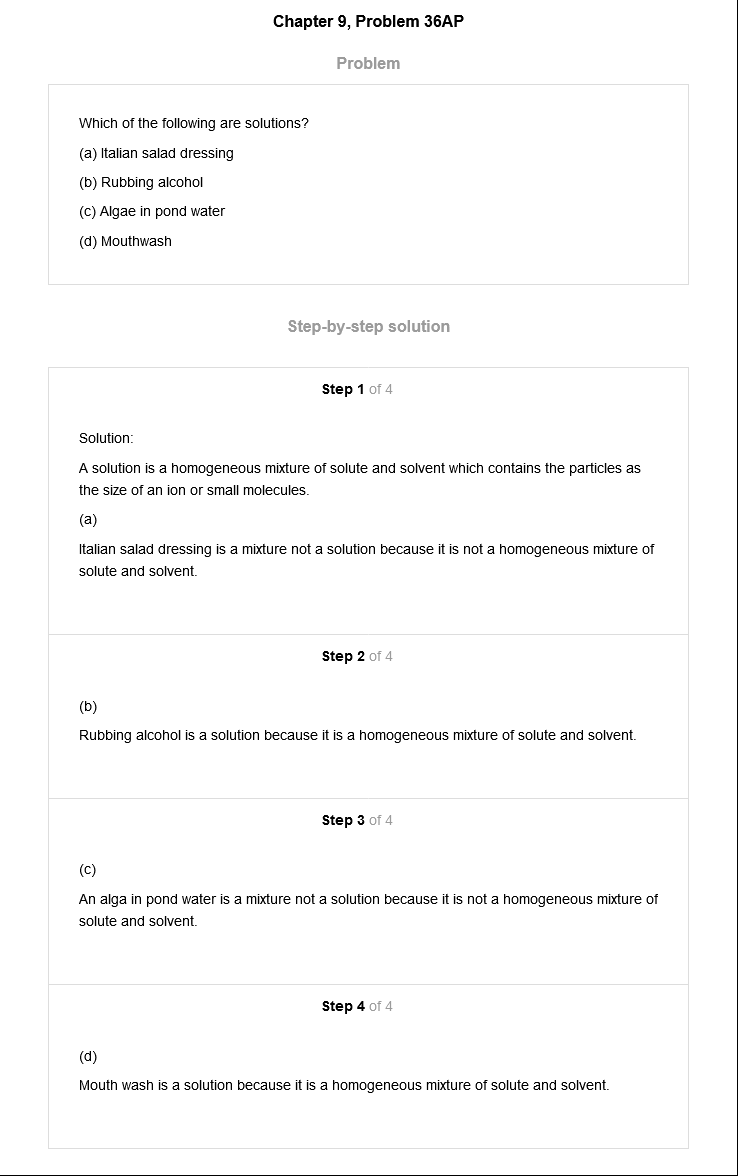 Chapter 9, Problem 36AP
Problem
Which of the following are solutions?
(a) Italian salad dressing
(b) Rubbing alcohol
(c) Algae in pond water
(d) Mouthwash
Step-by-step solution
Step 1 of 4
Solution:
A solution is a homogeneous mixture of solute and solvent which contains the particles as
the size of an ion or small molecules.
(a)
Italian salad dressing is a mixture not a solution because it is not a homogeneous mixture of
solute and solvent.
Step 2 of 4
(b)
Rubbing alcohol is a solution because it is a homogeneous mixture of solute and solvent.
Step 3 of 4
(c)
An alga in pond water is a mixture not a solution because it is not a homogeneous mixture of
solute and solvent.
Step 4 of 4
(d)
Mouth wash is a solution because it is a homogeneous mixture of solute and solvent.